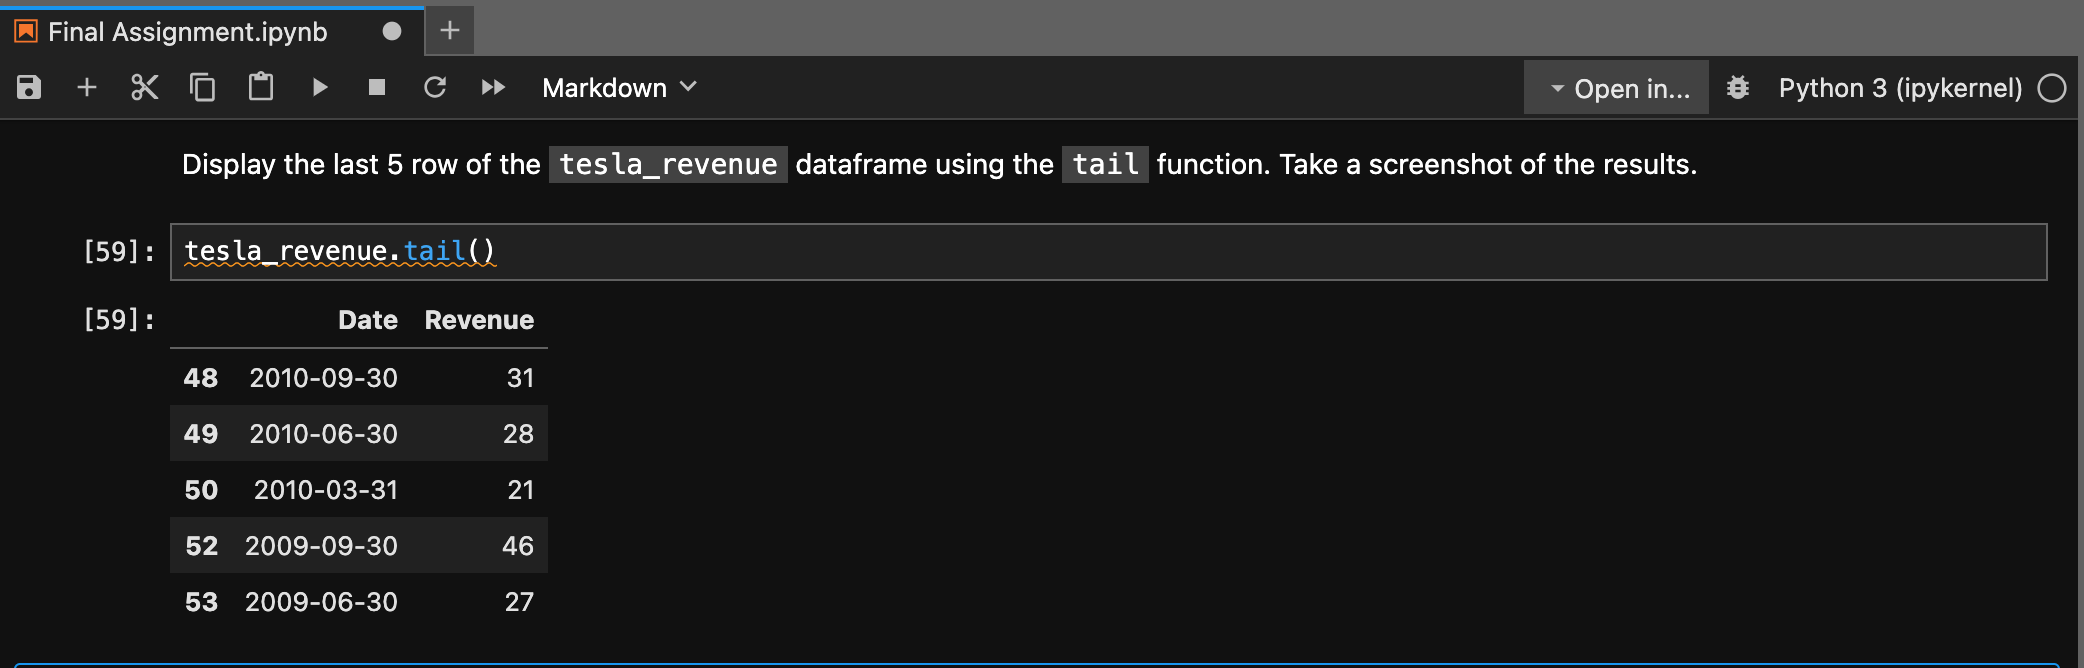 Final Assignment.ipynb
Markdown
Open in...
Python 3 (ipykernel)
Display the last 5 row of the tesla_revenue dataframe using the tail function. Take a screenshot of the results.
[59]: tesla_revenue.tail()
[59]: Date Revenue
48 2010-09-30 31
49 2010-06-30 28
50 2010-03-31 21
52 2009-09-30 46
53 2009-06-30 27